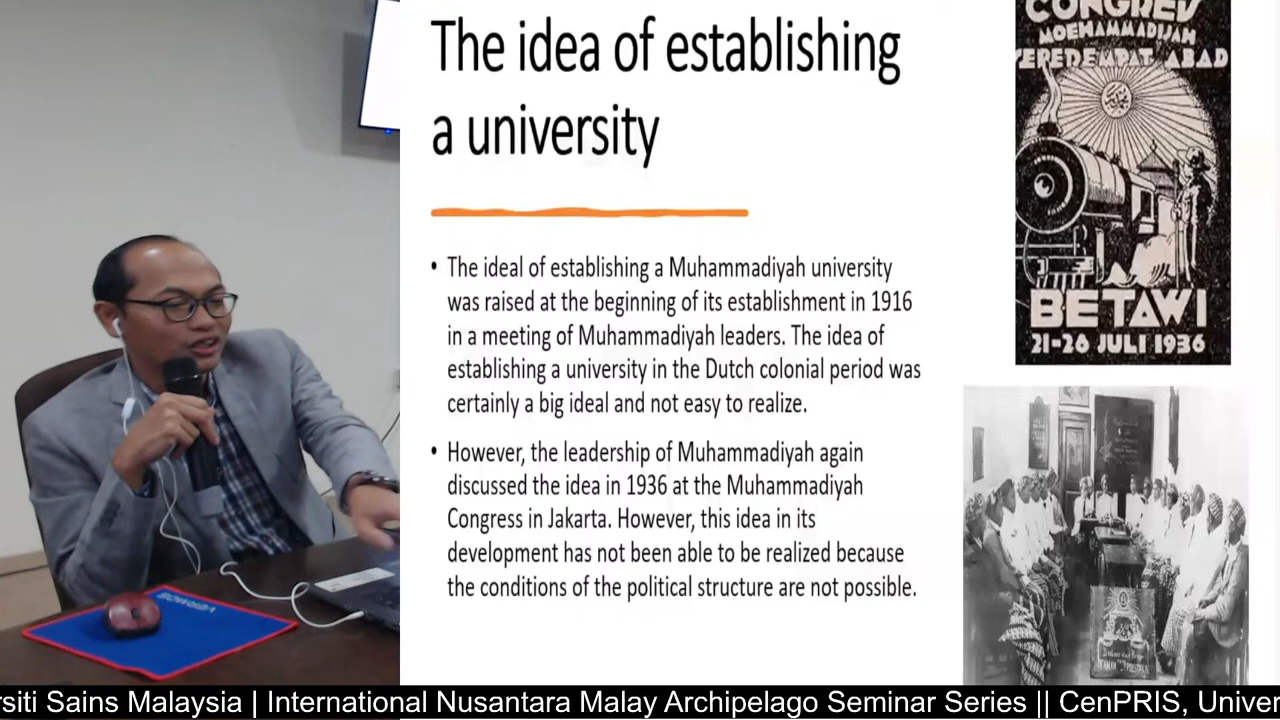 The idea of establishing
a university
• The ideal of establishing a Muhammadiyah university
was raised at the beginning of its establishment in 1916
in a meeting of Muhammadiyah leaders. The idea of
establishing a university in the Dutch colonial period was
certainly a big ideal and not easy to realize.
• However, the leadership of Muhammadiyah again
discussed the idea in 1936 at the Muhammadiyah
Congress in Jakarta. However, this idea in its
development has not been able to be realized because
the conditions of the political structure are not possible.
CONGRES
MOEHAMMADIJAH
SEPEREMPAT ABAD
BETAWI
21-26 JULI 1936
rsiti Sains Malaysia | International Nusantara Malay Archipelago Seminar Series || CenPRIS, Univer